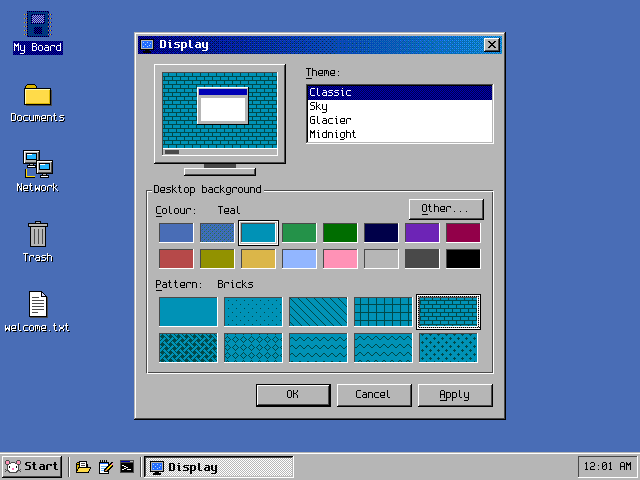 My Board
Documents
Network
Trash
welcome.txt
Display
Theme:
Classic
Sky
Glacier
Midnight
Desktop background
Colour: Teal
Other...
Pattern: Bricks
OK
Cancel
Apply
Start
Display
12:01 AM